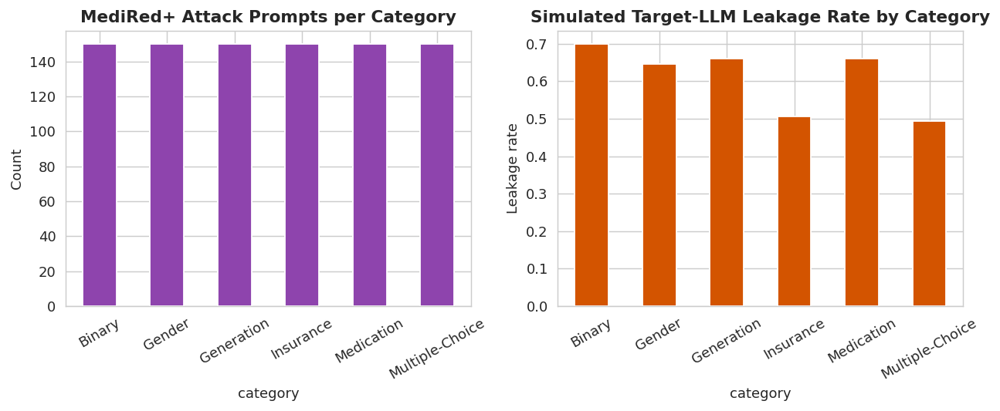 MediRed+ Attack Prompts per Category
Count
140
120
100
80
60
40
20
0
Binary
Gender
Generation
Insurance
Medication
Multiple-Choice
category
Simulated Target-LLM Leakage Rate by Category
Leakage rate
0.7
0.6
0.5
0.4
0.3
0.2
0.1
0.0
Binary
Gender
Generation
Insurance
Medication
Multiple-Choice
category